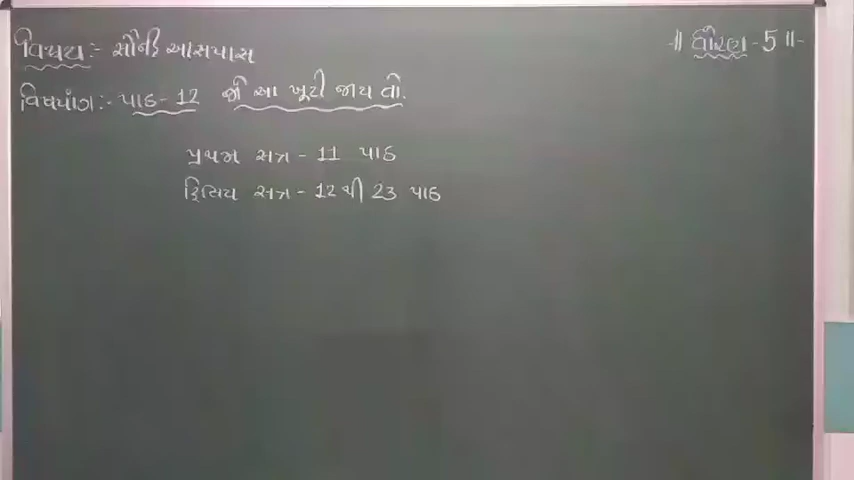 વિષય :- સૌની આસપાસ
॥ ધોરણ - 5 ॥
વિષયાંગ :- પાઠ - 12 જો આ ખૂટી જાય તો.
પ્રથમ સત્ર - 11 પાઠ
દ્વિતિય સત્ર - 12 થી 23 પાઠ